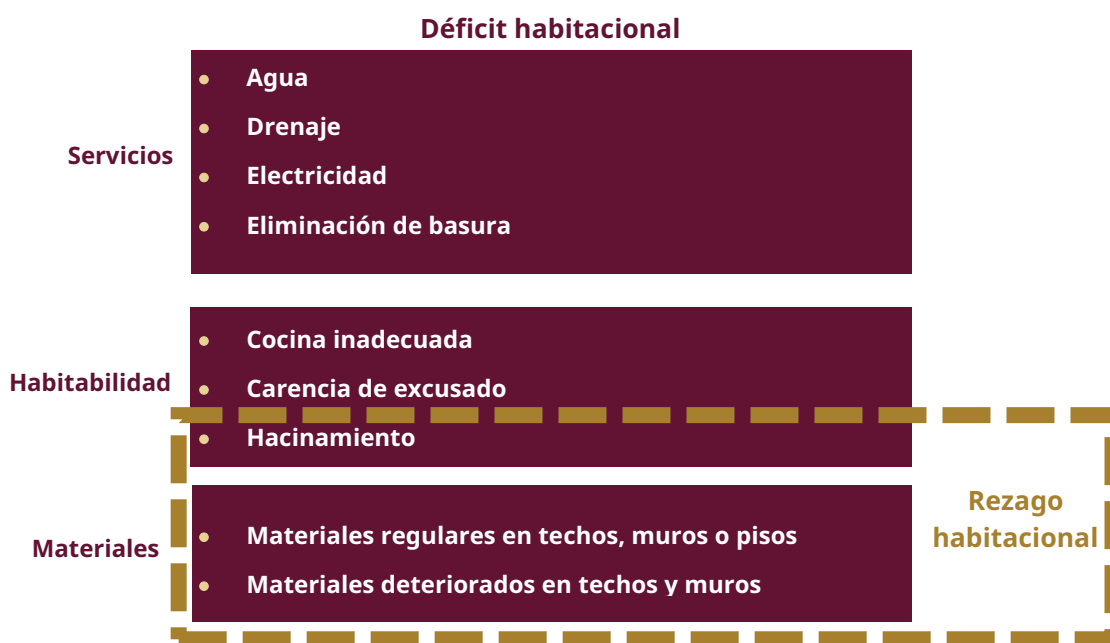 Déficit habitacional
Servicios
Agua
Drenaje
Electricidad
Eliminación de basura
Habitabilidad
Cocina inadecuada
Carencia de excusado
Hacinamiento
Materiales
Materiales regulares en techos, muros o pisos
Materiales deteriorados en techos y muros
Rezago
habitacional